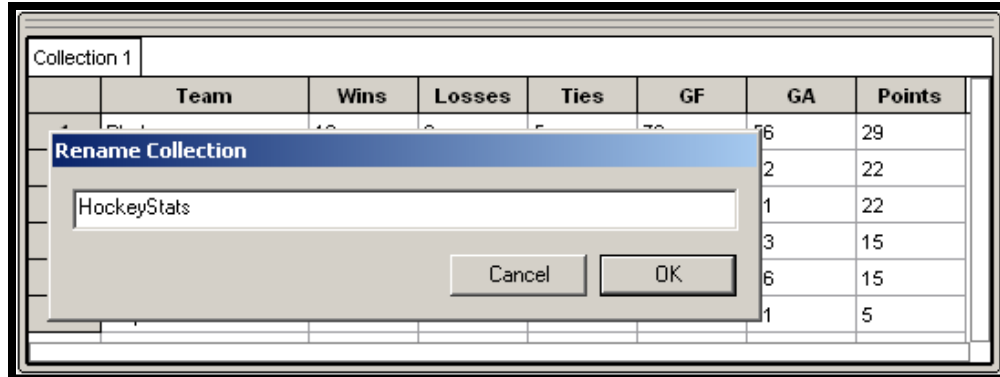 Collection 1
Team Wins Losses Ties GF GA Points
29
Rename Collection
22
HockeyStats
22
15
Cancel OK
15
5